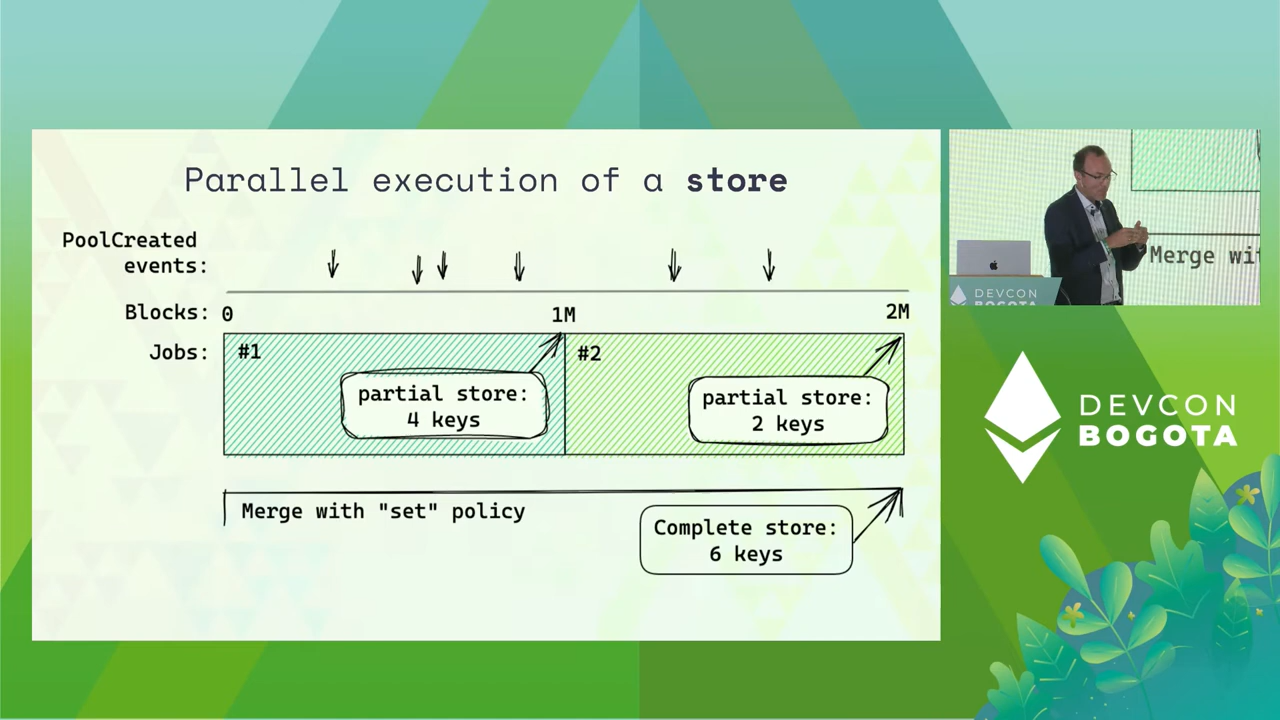 Parallel execution of a store
PoolCreated
events:
Blocks: 0 1M 2M
Jobs: #1 #2
partial store:
4 keys
partial store:
2 keys
Merge with "set" policy
Complete store:
6 keys
Merge wi
DEVCON
BOGOTA
DEVCON
BOGOTA